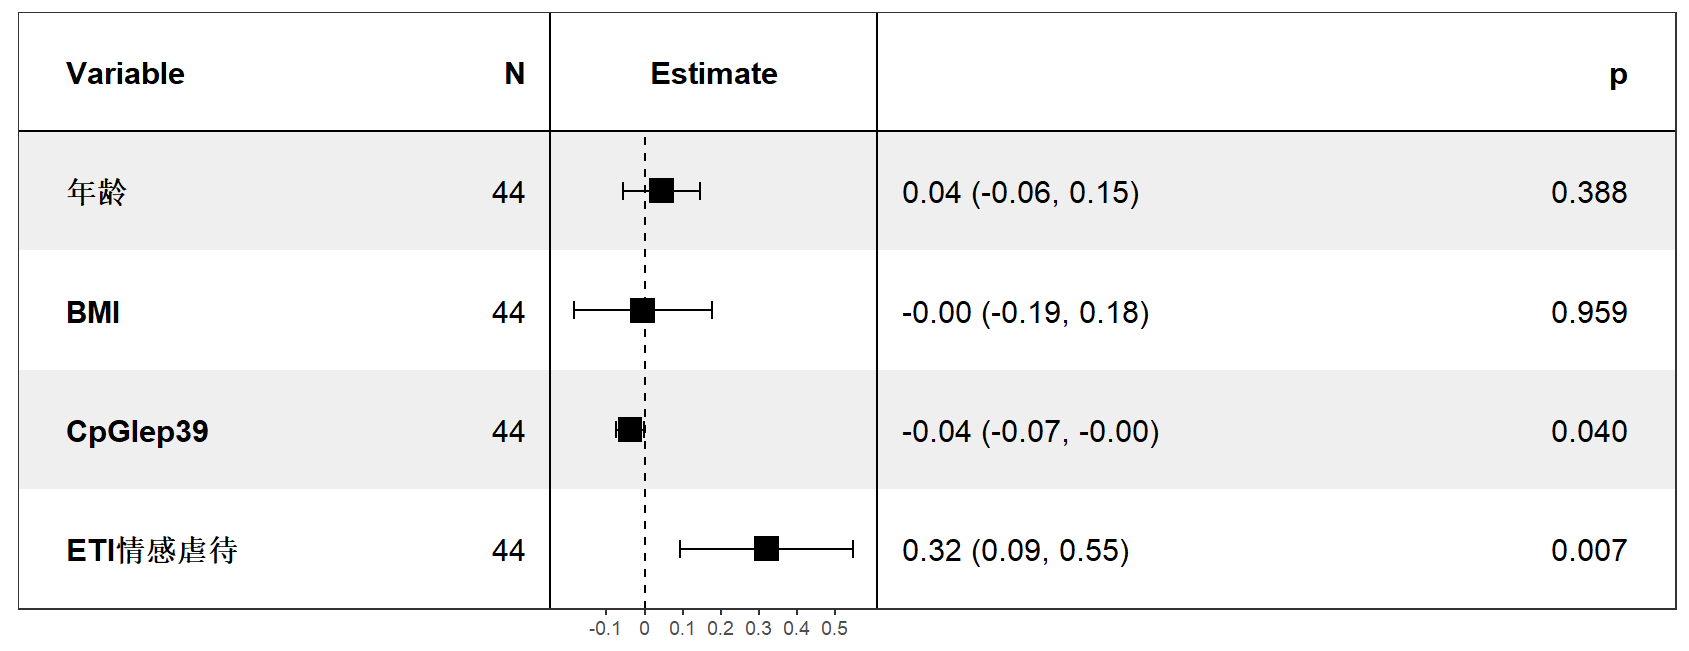 Variable N Estimate p
年龄 44 0.04 (-0.06, 0.15) 0.388
BMI 44 -0.00 (-0.19, 0.18) 0.959
CpGlep39 44 -0.04 (-0.07, -0.00) 0.040
ETI情感虐待 44 0.32 (0.09, 0.55) 0.007
-0.1 0 0.1 0.2 0.3 0.4 0.5